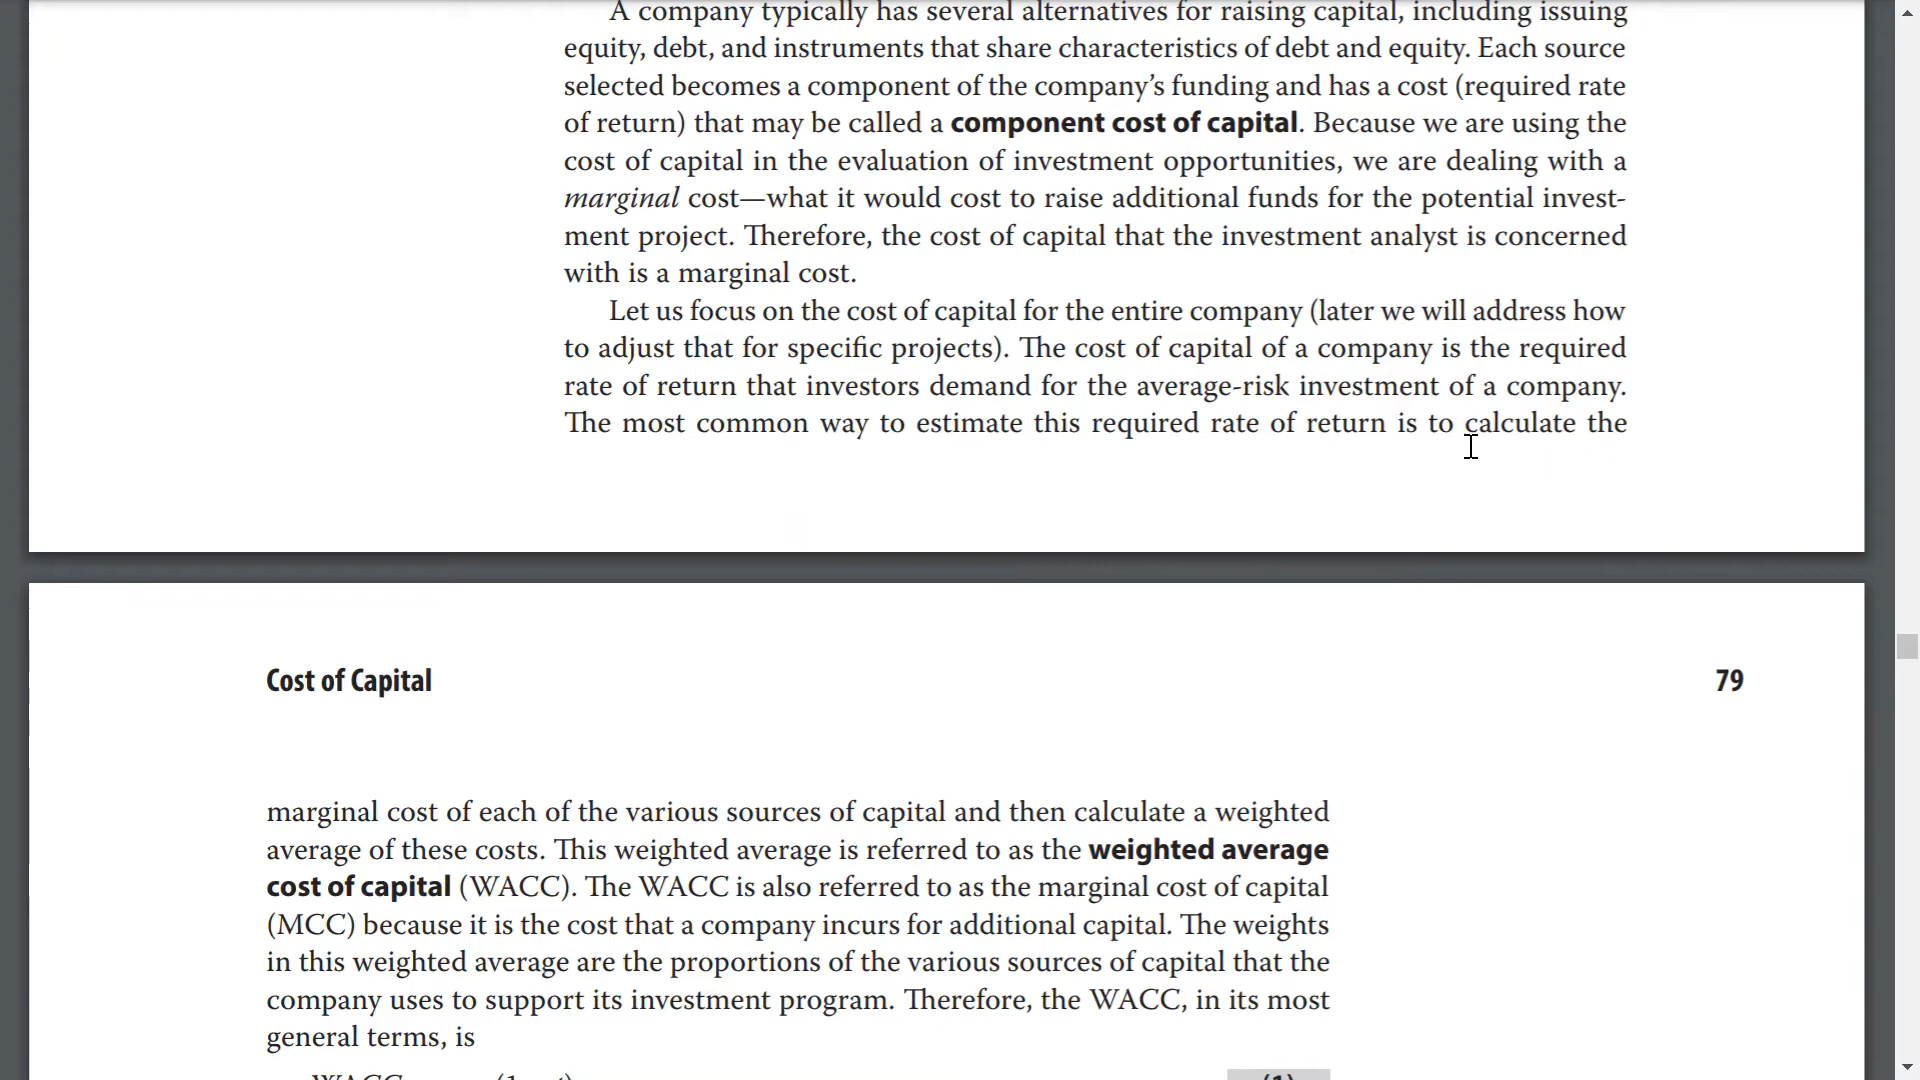 A company typically has several alternatives for raising capital, including issuing
equity, debt, and instruments that share characteristics of debt and equity. Each source
selected becomes a component of the company’s funding and has a cost (required rate
of return) that may be called a component cost of capital. Because we are using the
cost of capital in the evaluation of investment opportunities, we are dealing with a
marginal cost—what it would cost to raise additional funds for the potential invest-
ment project. Therefore, the cost of capital that the investment analyst is concerned
with is a marginal cost.
Let us focus on the cost of capital for the entire company (later we will address how
to adjust that for specific projects). The cost of capital of a company is the required
rate of return that investors demand for the average-risk investment of a company.
The most common way to estimate this required rate of return is to calculate the
Cost of Capital 79
marginal cost of each of the various sources of capital and then calculate a weighted
average of these costs. This weighted average is referred to as the weighted average
cost of capital (WACC). The WACC is also referred to as the marginal cost of capital
(MCC) because it is the cost that a company incurs for additional capital. The weights
in this weighted average are the proportions of the various sources of capital that the
company uses to support its investment program. Therefore, the WACC, in its most
general terms, is
WACC (1